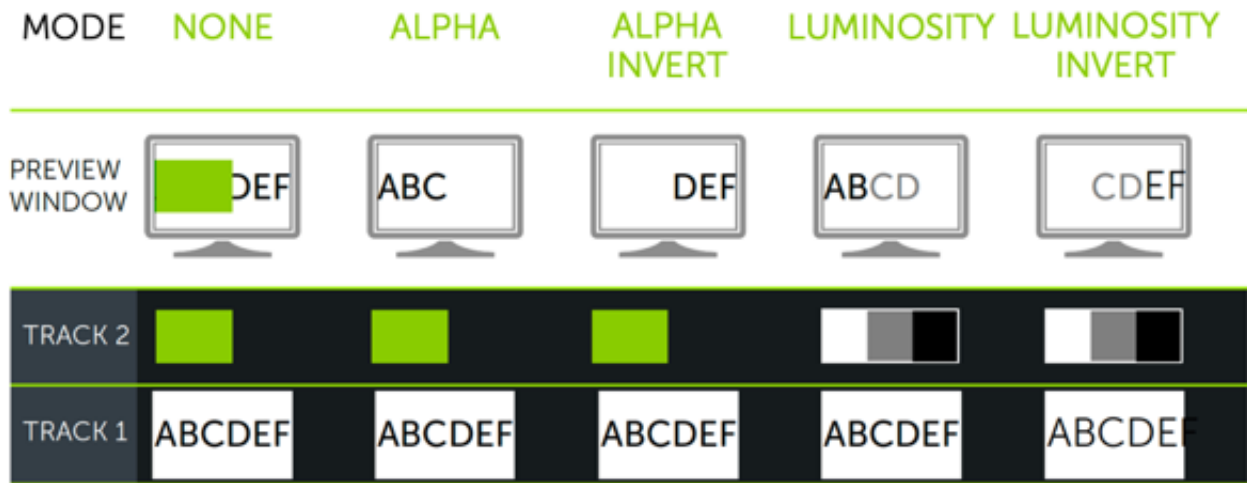 MODE NONE ALPHA ALPHA INVERT LUMINOSITY LUMINOSITY INVERT
PREVIEW WINDOW DEF ABC DEF ABCD CDEF
TRACK 2
TRACK 1 ABCDEF ABCDEF ABCDEF ABCDEF ABCDEF